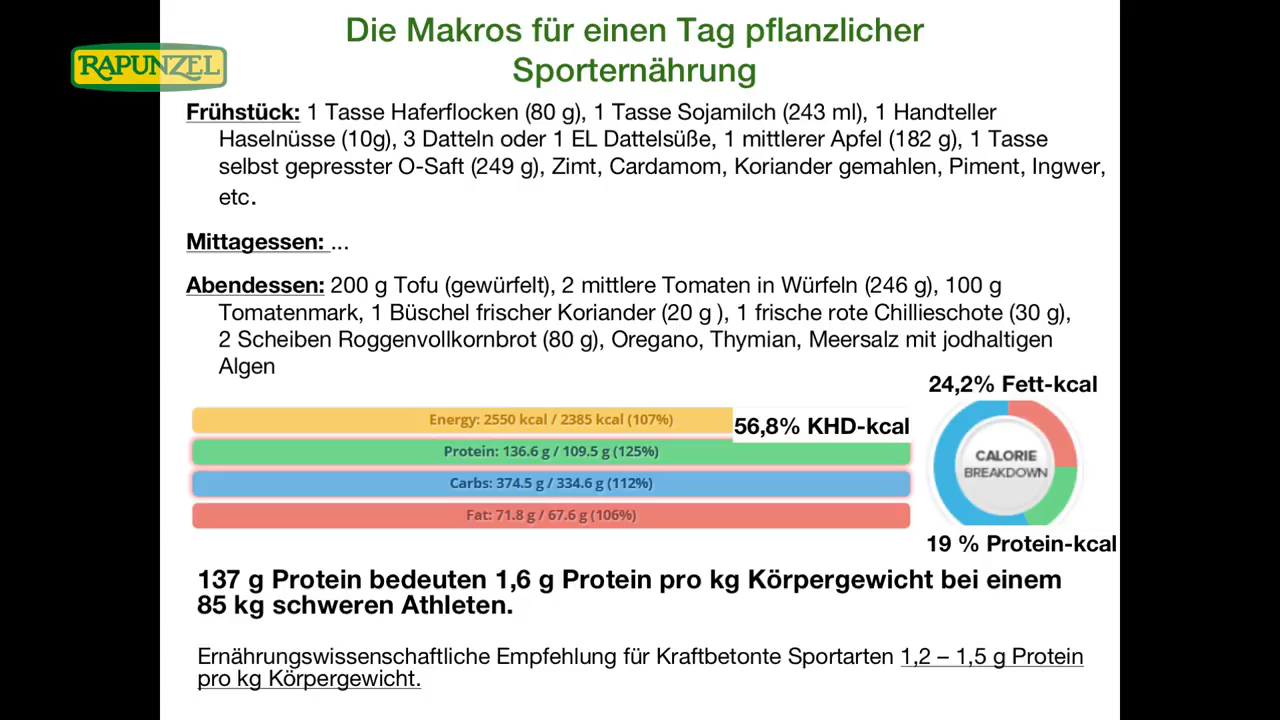 Die Makros für einen Tag pflanzlicher
Sporternährung
RAPUNZEL
Frühstück: 1 Tasse Haferflocken (80 g), 1 Tasse Sojamilch (243 ml), 1 Handteller
Haselnüsse (10g), 3 Datteln oder 1 EL Dattelsüße, 1 mittlerer Apfel (182 g), 1 Tasse
selbst gepresster O-Saft (249 g), Zimt, Cardamom, Koriander gemahlen, Piment, Ingwer,
etc.
Mittagessen: ...
Abendessen: 200 g Tofu (gewürfelt), 2 mittlere Tomaten in Würfeln (246 g), 100 g
Tomatenmark, 1 Büschel frischer Koriander (20 g ), 1 frische rote Chillieschote (30 g),
2 Scheiben Roggenvollkornbrot (80 g), Oregano, Thymian, Meersalz mit jodhaltigen
Algen
24,2% Fett-kcal
Energy: 2550 kcal / 2385 kcal (107%)
56,8% KHD-kcal
Protein: 136.6 g / 109.5 g (125%)
Carbs: 374.5 g / 334.6 g (112%)
Fat: 71.8 g / 67.6 g (106%)
CALORIE
BREAKDOWN
19 % Protein-kcal
137 g Protein bedeuten 1,6 g Protein pro kg Körpergewicht bei einem
85 kg schweren Athleten.
Ernährungswissenschaftliche Empfehlung für Kraftbetonte Sportarten 1,2 – 1,5 g Protein
pro kg Körpergewicht.